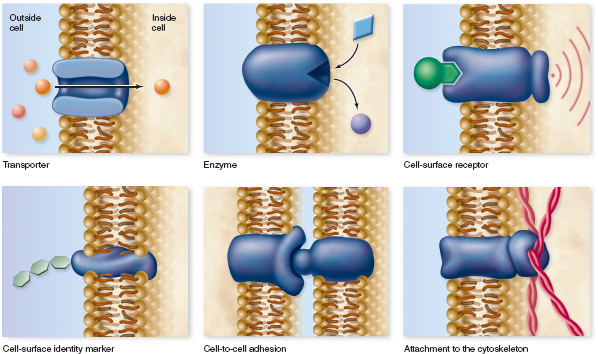 Outside
cell
Inside
cell
Transporter
Enzyme
Cell-surface receptor
Cell-surface identity marker
Cell-to-cell adhesion
Attachment to the cytoskeleton